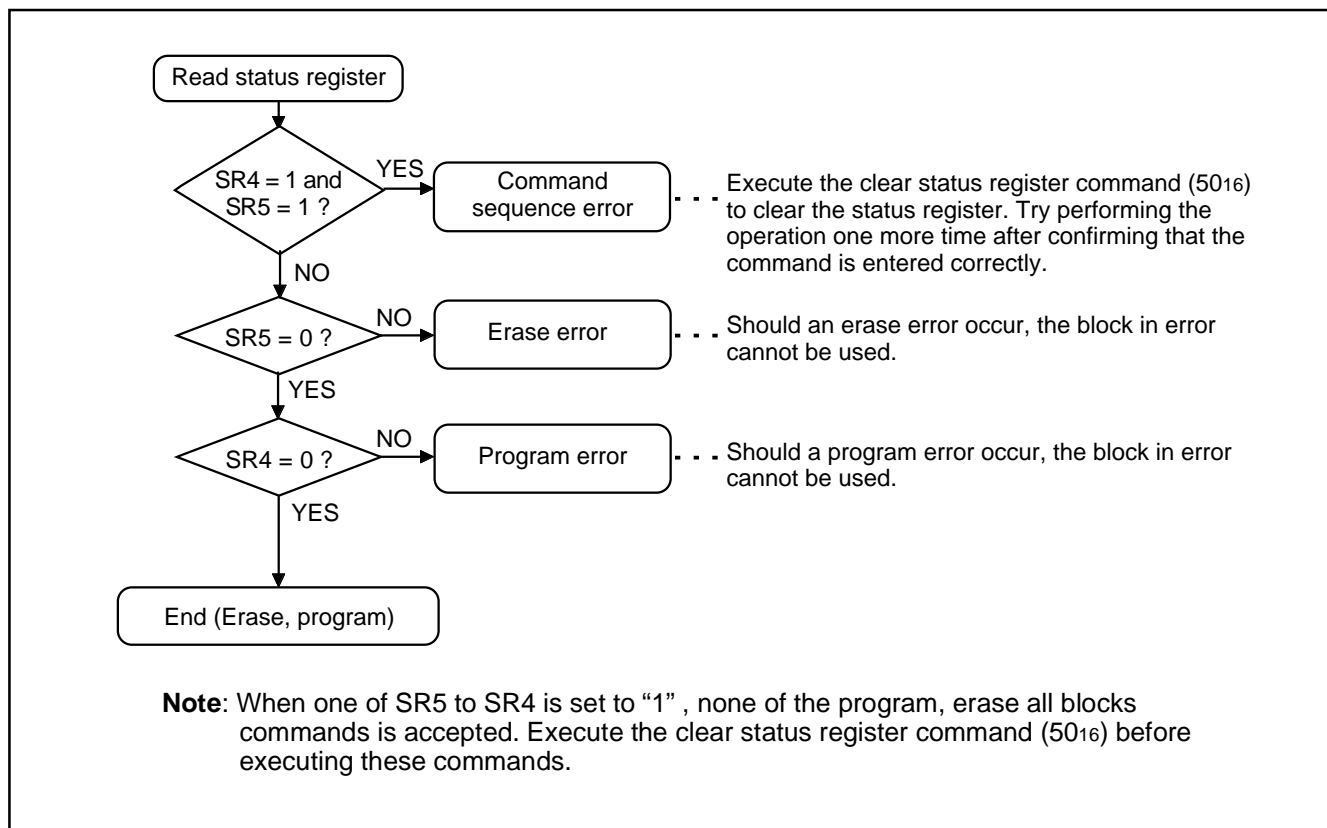 Read status register
SR4 = 1 and
SR5 = 1 ?
YES
Command
sequence error
Execute the clear status register command (5016)
to clear the status register. Try performing the
operation one more time after confirming that the
command is entered correctly.
NO
SR5 = 0 ?
NO
Erase error
Should an erase error occur, the block in error
cannot be used.
YES
SR4 = 0 ?
NO
Program error
Should a program error occur, the block in error
cannot be used.
YES
End (Erase, program)
Note: When one of SR5 to SR4 is set to “1” , none of the program, erase all blocks
commands is accepted. Execute the clear status register command (5016) before
executing these commands.